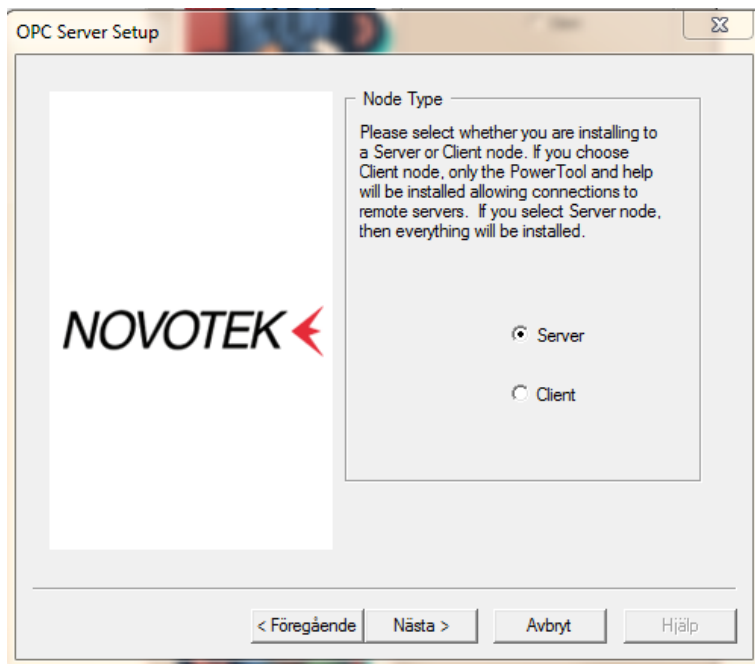 OPC Server Setup
Node Type
Please select whether you are installing to
a Server or Client node. If you choose
Client node, only the PowerTool and help
will be installed allowing connections to
remote servers. If you select Server node,
then everything will be installed.
NOVOTEK
Server
Client
< Föregående
Nästa >
Avbryt
Hjälp